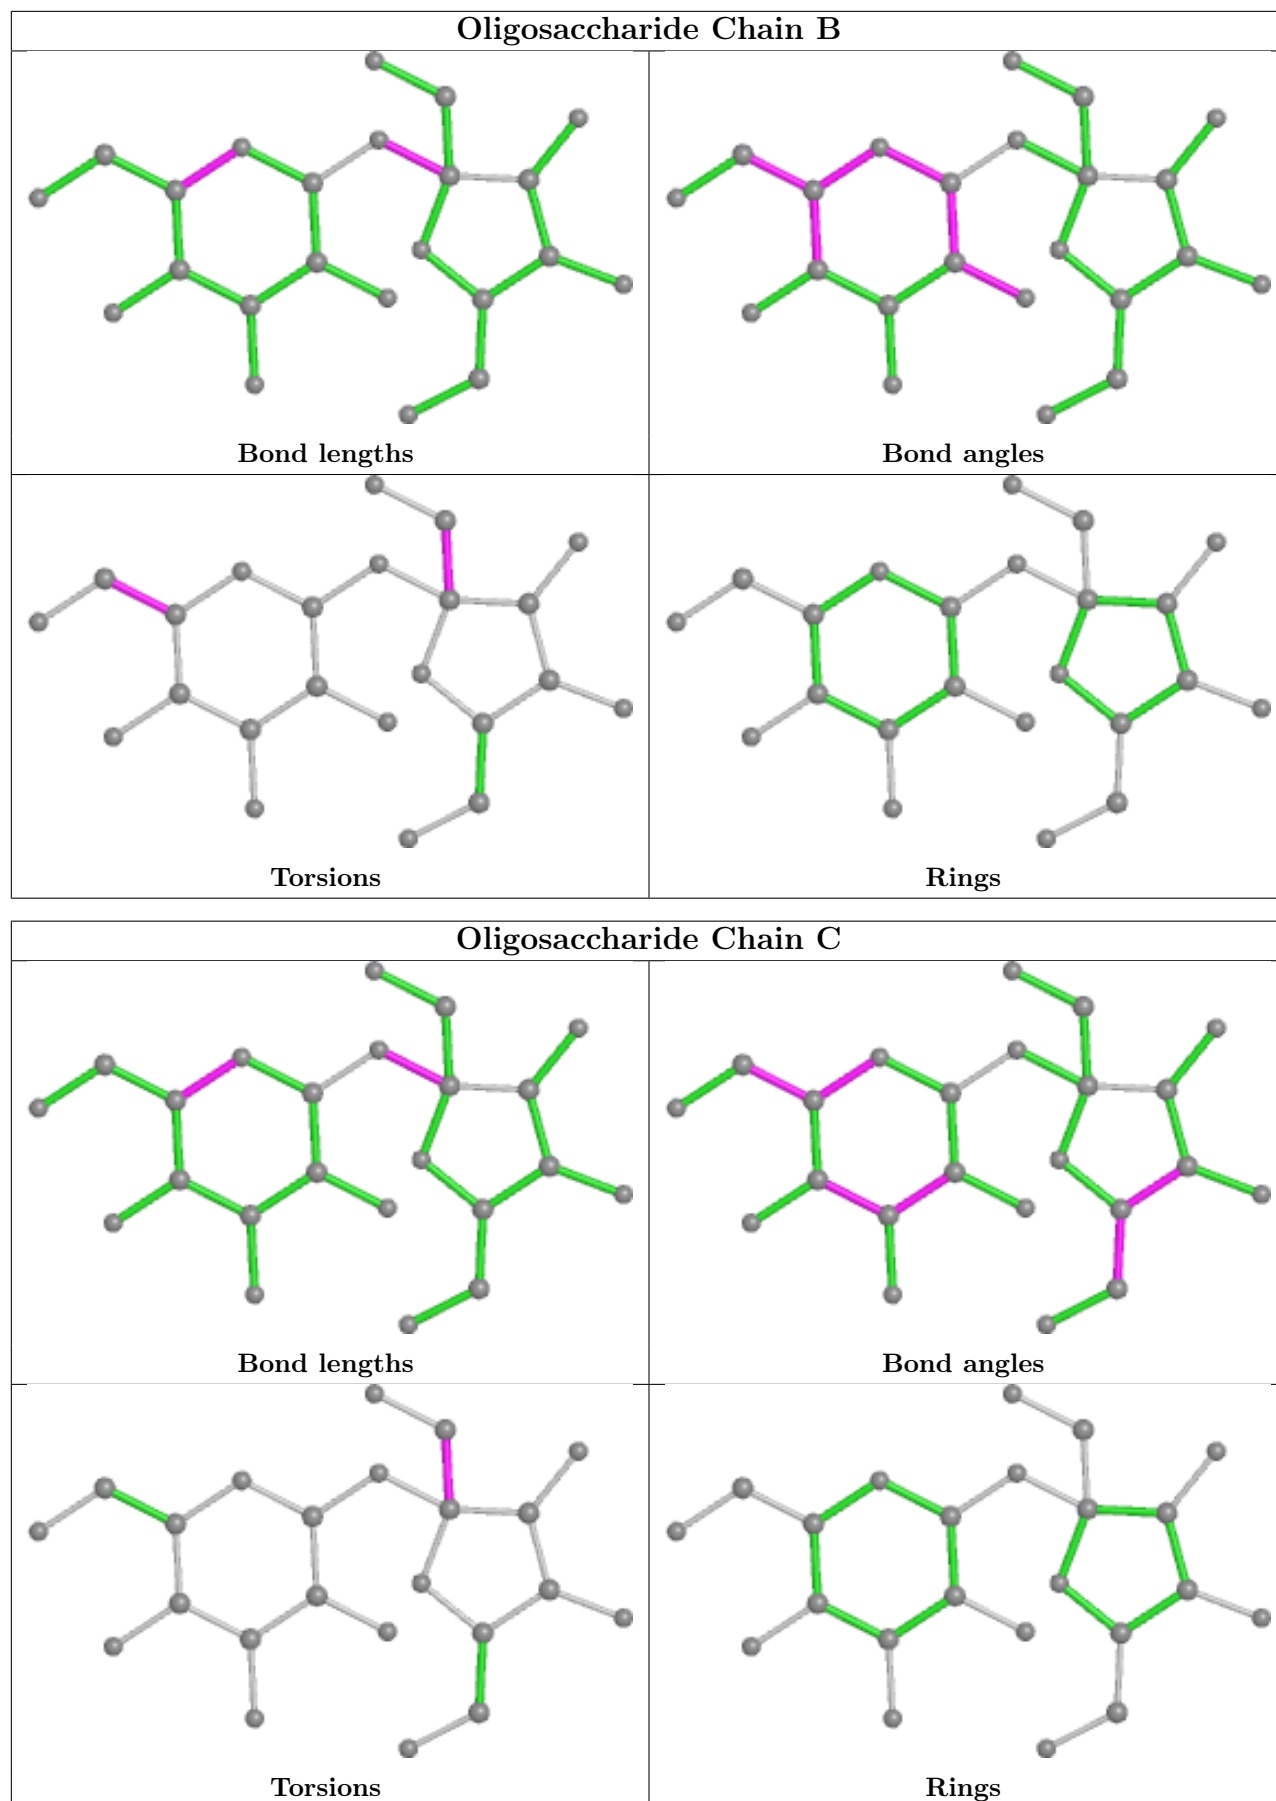 Oligosaccharide Chain B
Bond lengths
Bond angles
Torsions
Rings
Oligosaccharide Chain C
Bond lengths
Bond angles
Torsions
Rings